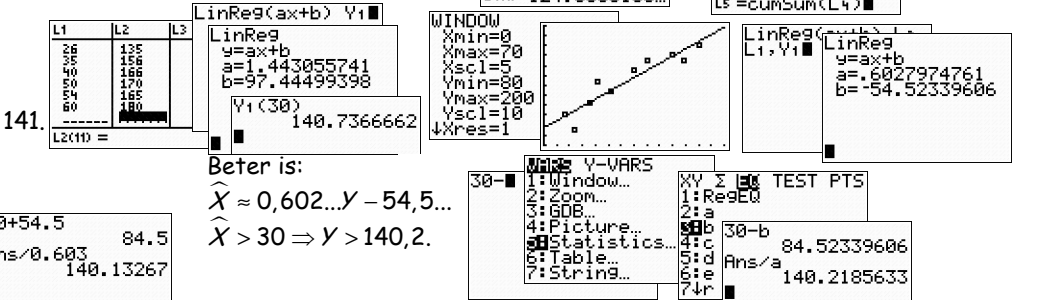 141.
L1 L2 L3
26 135
35 156
40 166
50 170
54 165
60 180
------
L2(11) =
LinReg(ax+b) Y1
LinReg
y=ax+b
a=1.443055741
b=97.44499398
Y1(30)
140.7366662
WINDOW
Xmin=0
Xmax=70
Xscl=5
Ymin=80
Ymax=200
Yscl=10
↓Xres=1
L5 =cumSum(L4)
L1,Y1
LinReg
y=ax+b
a=.6027974761
b=-54.52339606
Beter is:
X̂ ≈ 0,602...Y − 54,5...
X̂ > 30 ⇒ Y > 140,2.
0+54.5
84.5
ns/0.603
140.13267
30-
VARS Y-VARS
1:Window…
2:Zoom…
3:GDB…
4:Picture…
5:Statistics…
6:Table…
7:String…
XY Σ EQ TEST PTS
1:RegEQ
2:a
3:b
4:c
5:d
6:e
7↓r
30-b
84.52339606
Ans/a
140.2185633